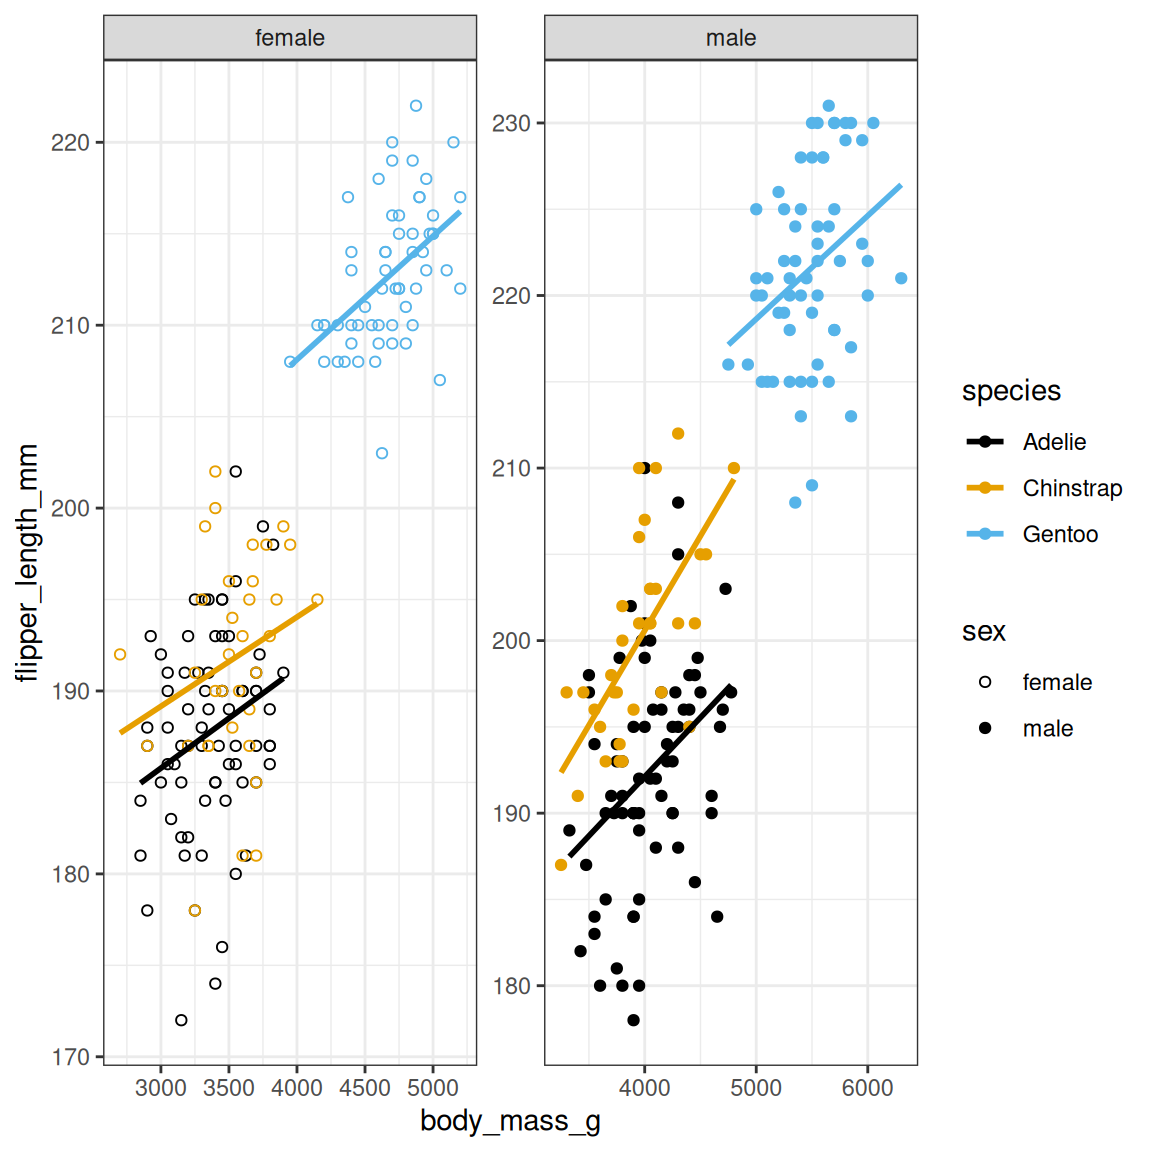 female
male
220
210
200
190
180
170
230
220
210
200
190
180
3000 3500 4000 4500 5000
4000 5000 6000
body_mass_g
flipper_length_mm
species
Adelie
Chinstrap
Gentoo
sex
female
male